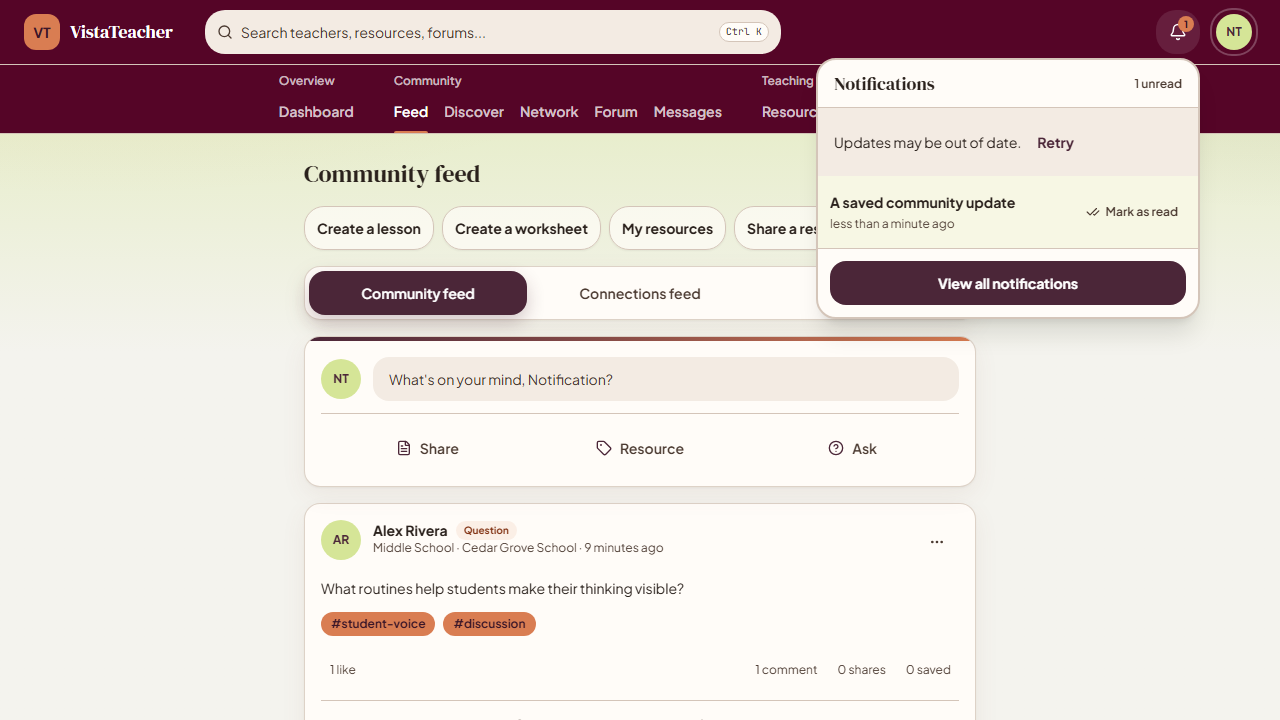 VT VistaTeacher
Search teachers, resources, forums...
Ctrl K
1
NT
Overview
Community
Teaching
Dashboard
Feed
Discover
Network
Forum
Messages
Resourc
Notifications
1 unread
Updates may be out of date. Retry
A saved community update
less than a minute ago
Mark as read
View all notifications
Community feed
Create a lesson
Create a worksheet
My resources
Share a res
Community feed
Connections feed
NT
What's on your mind, Notification?
Share
Resource
Ask
AR
Alex Rivera Question
Middle School · Cedar Grove School · 9 minutes ago
What routines help students make their thinking visible?
#student-voice #discussion
1 like
1 comment
0 shares
0 saved